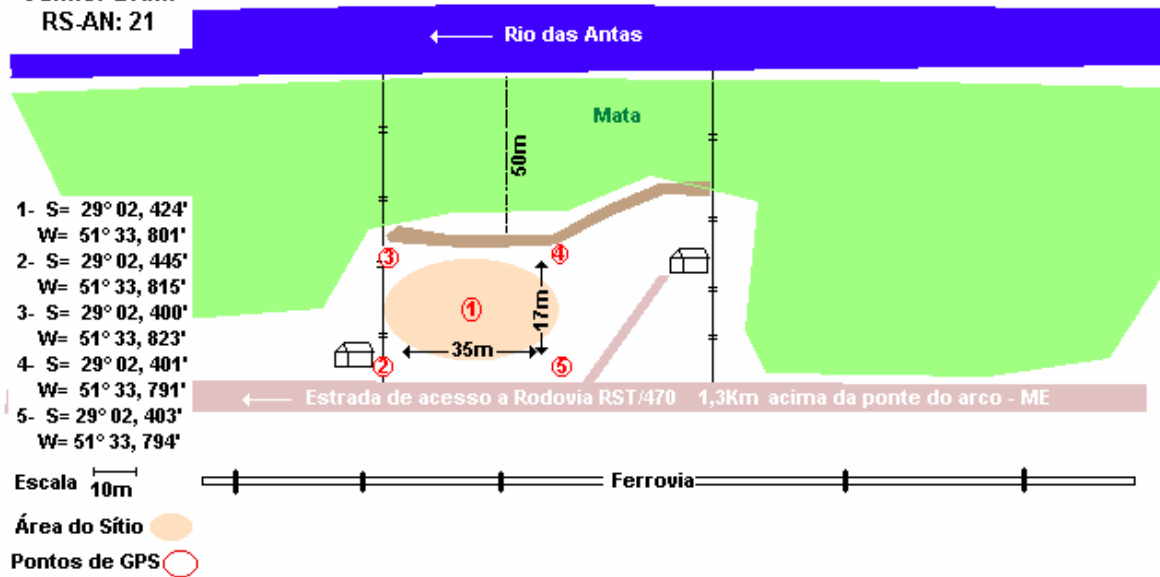 RS-AN: 21
Rio das Antas
Mata
50m
1- S= 29° 02, 424'
W= 51° 33, 801'
2- S= 29° 02, 445'
W= 51° 33, 815'
3- S= 29° 02, 400'
W= 51° 33, 823'
4- S= 29° 02, 401'
W= 51° 33, 791'
5- S= 29° 02, 403'
W= 51° 33, 794'
3
4
1
17m
35m
2
5
Estrada de acesso a Rodovia RST/470 1,3Km acima da ponte do arco - ME
Escala 10m
Ferrovia
Área do Sítio
Pontos de GPS